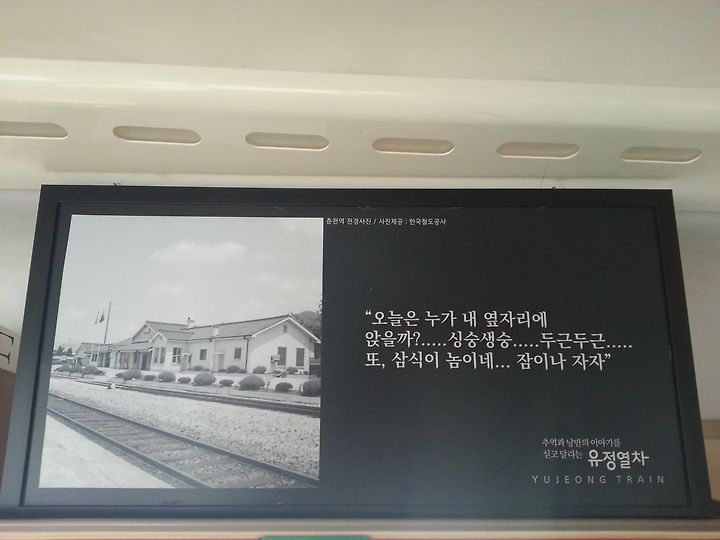 춘천역 전경사진 / 사진제공 : 한국철도공사
“오늘은 누가 내 옆자리에
앉을까?.....싱숭생숭.....두근두근.....
또, 삼식이 놈이네... 잠이나 자자”
추억과 낭만의 이야기를
싣고 달리는 유정열차
YUJEONG TRAIN